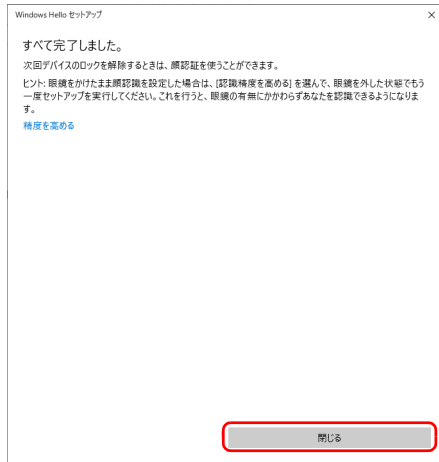 Windows Hello セットアップ
すべて完了しました。
次回デバイスのロックを解除するときは、顔認証を使うことができます。
ヒント: 眼鏡をかけたまま顔認識を設定した場合は、[認識精度を高める] を選んで、眼鏡を外した状態でもう
一度セットアップを実行してください。これを行うと、眼鏡の有無にかかわらずあなたを認識できるようになりま
す。
精度を高める
閉じる